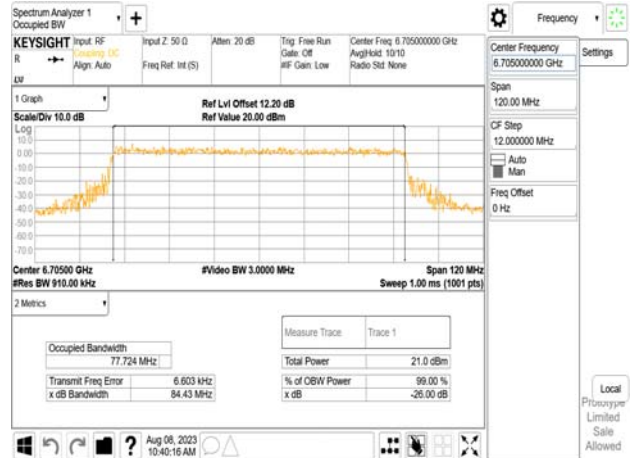 Spectrum Analyzer 1
Occupied BW
Frequency
KEYSIGHT
R
Input: RF
Coupling: DC
Align: Auto
Input Z: 50 Ω
Freq Ref: Int (S)
Atten: 20 dB
Trig: Free Run
Gate: Off
#IF Gain: Low
Center Freq: 6.705000000 GHz
Avg|Hold: 10/10
Radio Std: None
Center Frequency
6.705000000 GHz
Settings
Span
120.00 MHz
CF Step
12.000000 MHz
Auto
Man
Freq Offset
0 Hz
1 Graph
Scale/Div 10.0 dB
Ref Lvl Offset 12.20 dB
Ref Value 20.00 dBm
Log
10.0
0.00
-10.0
-20.0
-30.0
-40.0
-50.0
-60.0
-70.0
Center 6.70500 GHz
#Res BW 910.00 kHz
#Video BW 3.0000 MHz
Span 120 MHz
Sweep 1.00 ms (1001 pts)
2 Metrics
Measure Trace Trace 1
Occupied Bandwidth
77.724 MHz
Total Power 21.0 dBm
Transmit Freq Error 6.603 kHz
% of OBW Power 99.00 %
x dB Bandwidth 84.43 MHz
x dB -26.00 dB
Local
Prototype
Limited
Sale
Allowed
?
Aug 08, 2023
10:40:16 AM